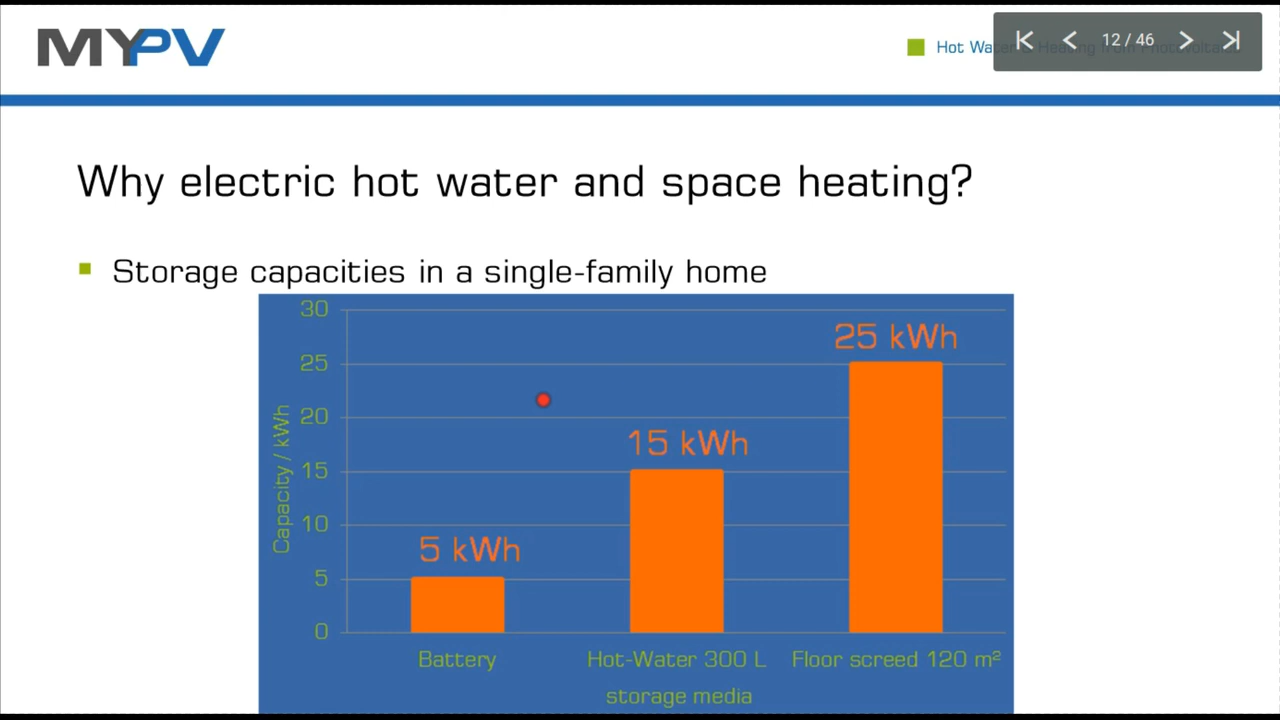 MYPV
Hot Wa
12 / 46
Why electric hot water and space heating?
Storage capacities in a single-family home
30
25 kWh
25
20
15 kWh
15
10
5 kWh
5
0
Capacity / kWh
Battery
Hot-Water 300 L
Floor screed 120 m²
storage media